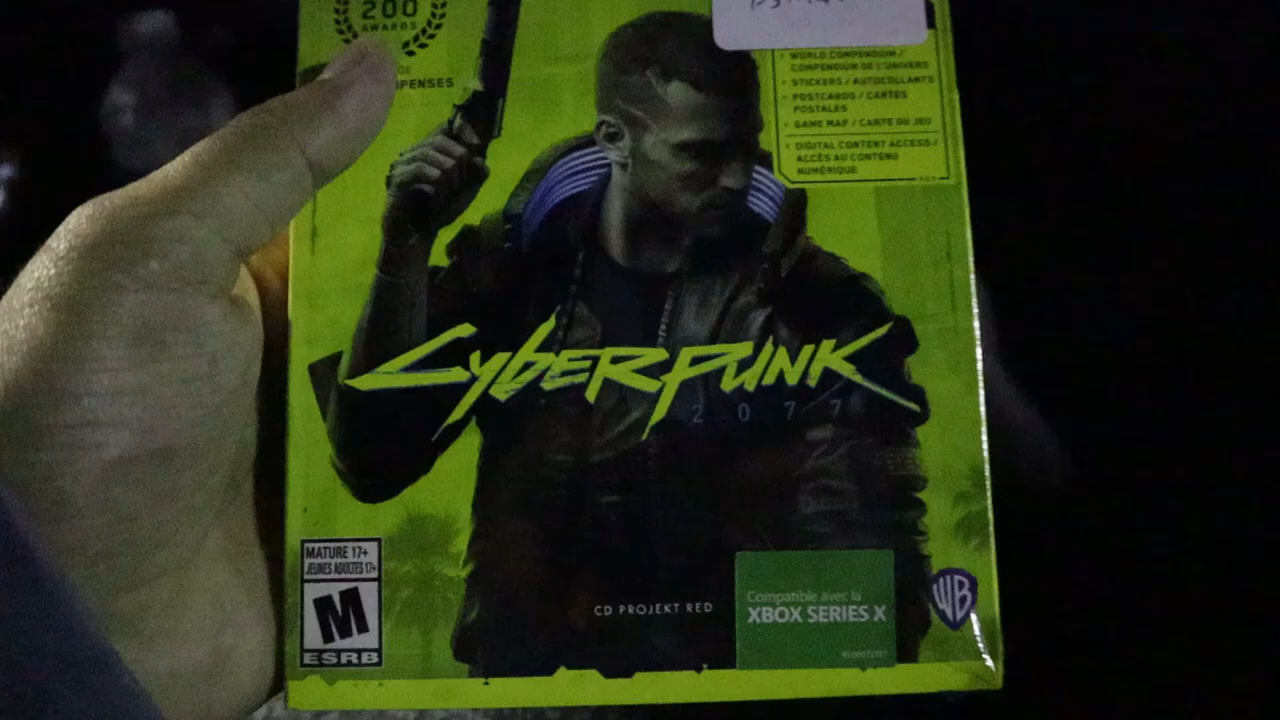 200
AWARDS
DE
PENSES
WORLD COMPENDIUM /
COMPENDIUM DE L'UNIVERS
STICKERS / AUTOCOLLANTS
POSTCARDS / CARTES
POSTALES
GAME MAP / CARTE DU JEU
DIGITAL CONTENT ACCESS /
ACCÈS AU CONTENU
NUMÉRIQUE
CYBERPUNK
2077
MATURE 17+
JEUNES ADULTES 17+
M
ESRB
CD PROJEKT RED
Compatible avec la
XBOX SERIES X
WB